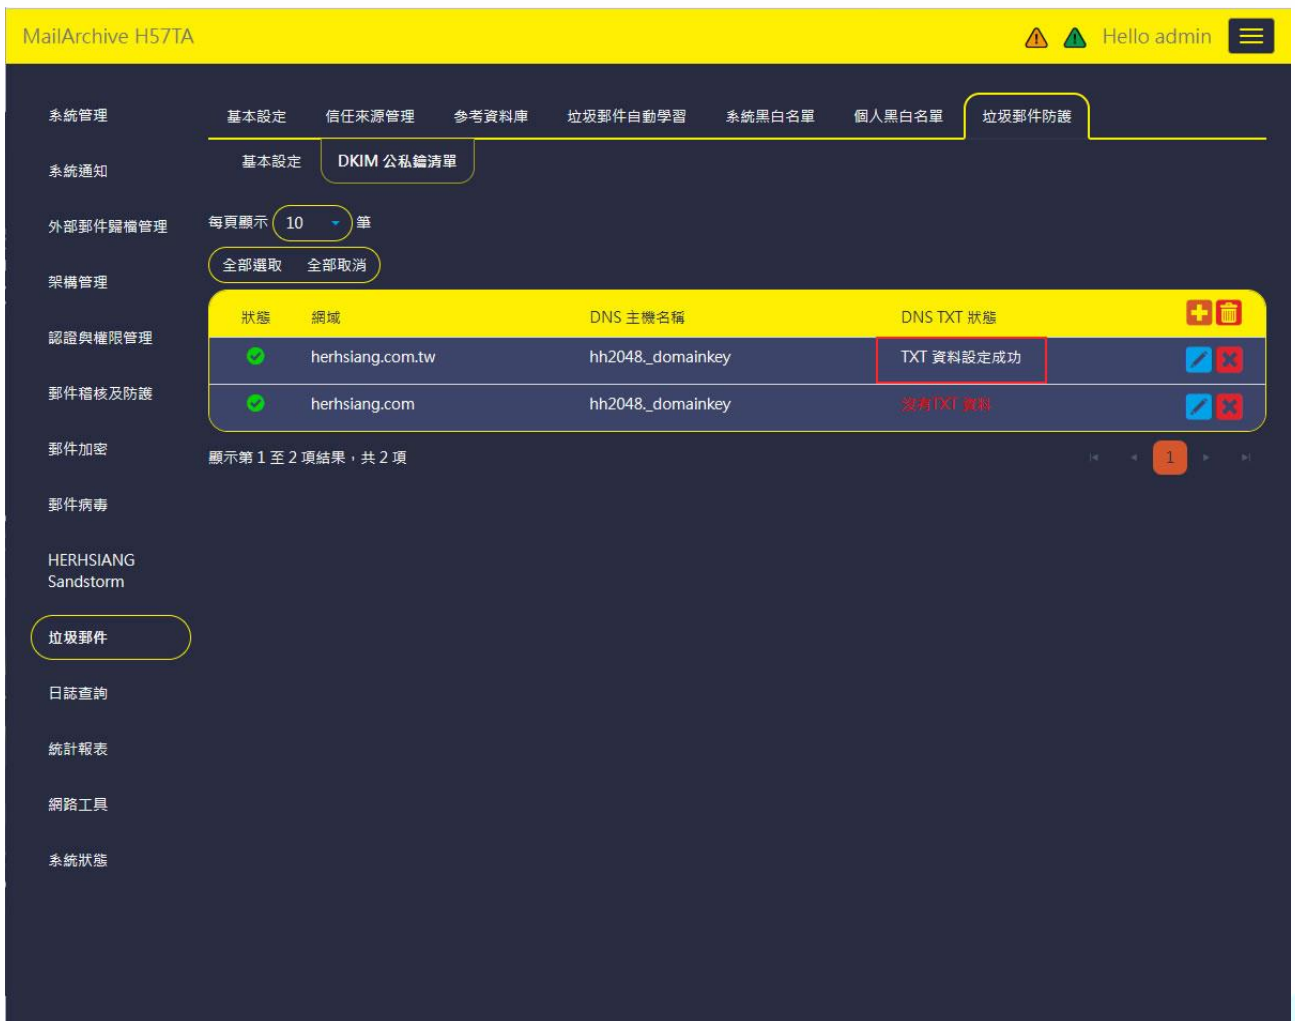 MailArchive H57TA
Hello admin
系統管理
系統通知
外部郵件歸檔管理
架構管理
認證與權限管理
郵件稽核及防護
郵件加密
郵件病毒
HERHSIANG
Sandstorm
垃圾郵件
日誌查詢
統計報表
網路工具
系統狀態
基本設定 信任來源管理 參考資料庫 垃圾郵件自動學習 系統黑白名單 個人黑白名單 垃圾郵件防護
基本設定 DKIM 公私鑰清單
每頁顯示 10 筆
全部選取 全部取消
狀態 網域 DNS 主機名稱 DNS TXT 狀態
herhsiang.com.tw hh2048._domainkey TXT 資料設定成功
herhsiang.com hh2048._domainkey 沒有TXT 資料
顯示第 1 至 2 項結果，共 2 項
1